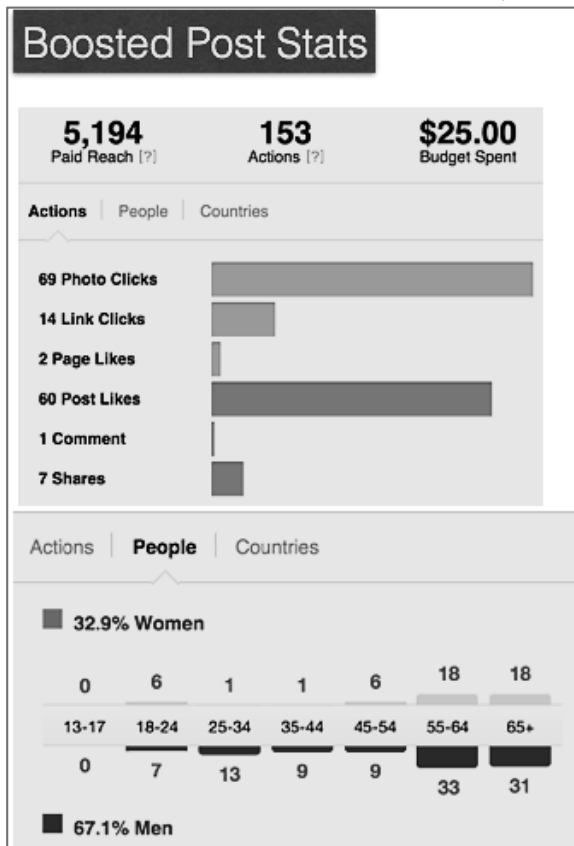 Boosted Post Stats
5,194 153 $25.00
Paid Reach [?] Actions [?] Budget Spent
Actions People Countries
69 Photo Clicks
14 Link Clicks
2 Page Likes
60 Post Likes
1 Comment
7 Shares
Actions People Countries
32.9% Women
0 6 1 1 6 18 18
13-17 18-24 25-34 35-44 45-54 55-64 65+
0 7 13 9 9 33 31
67.1% Men